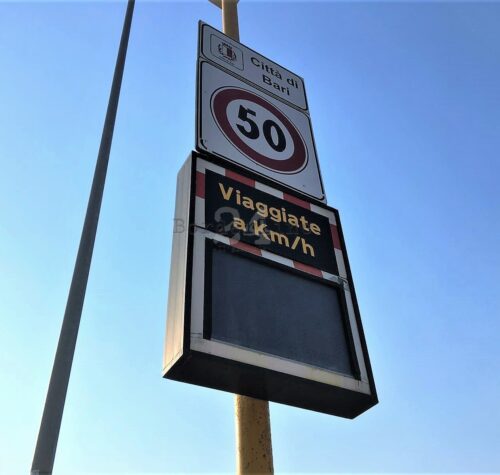 Città di
Bari
50
Viaggiate
a Km/h